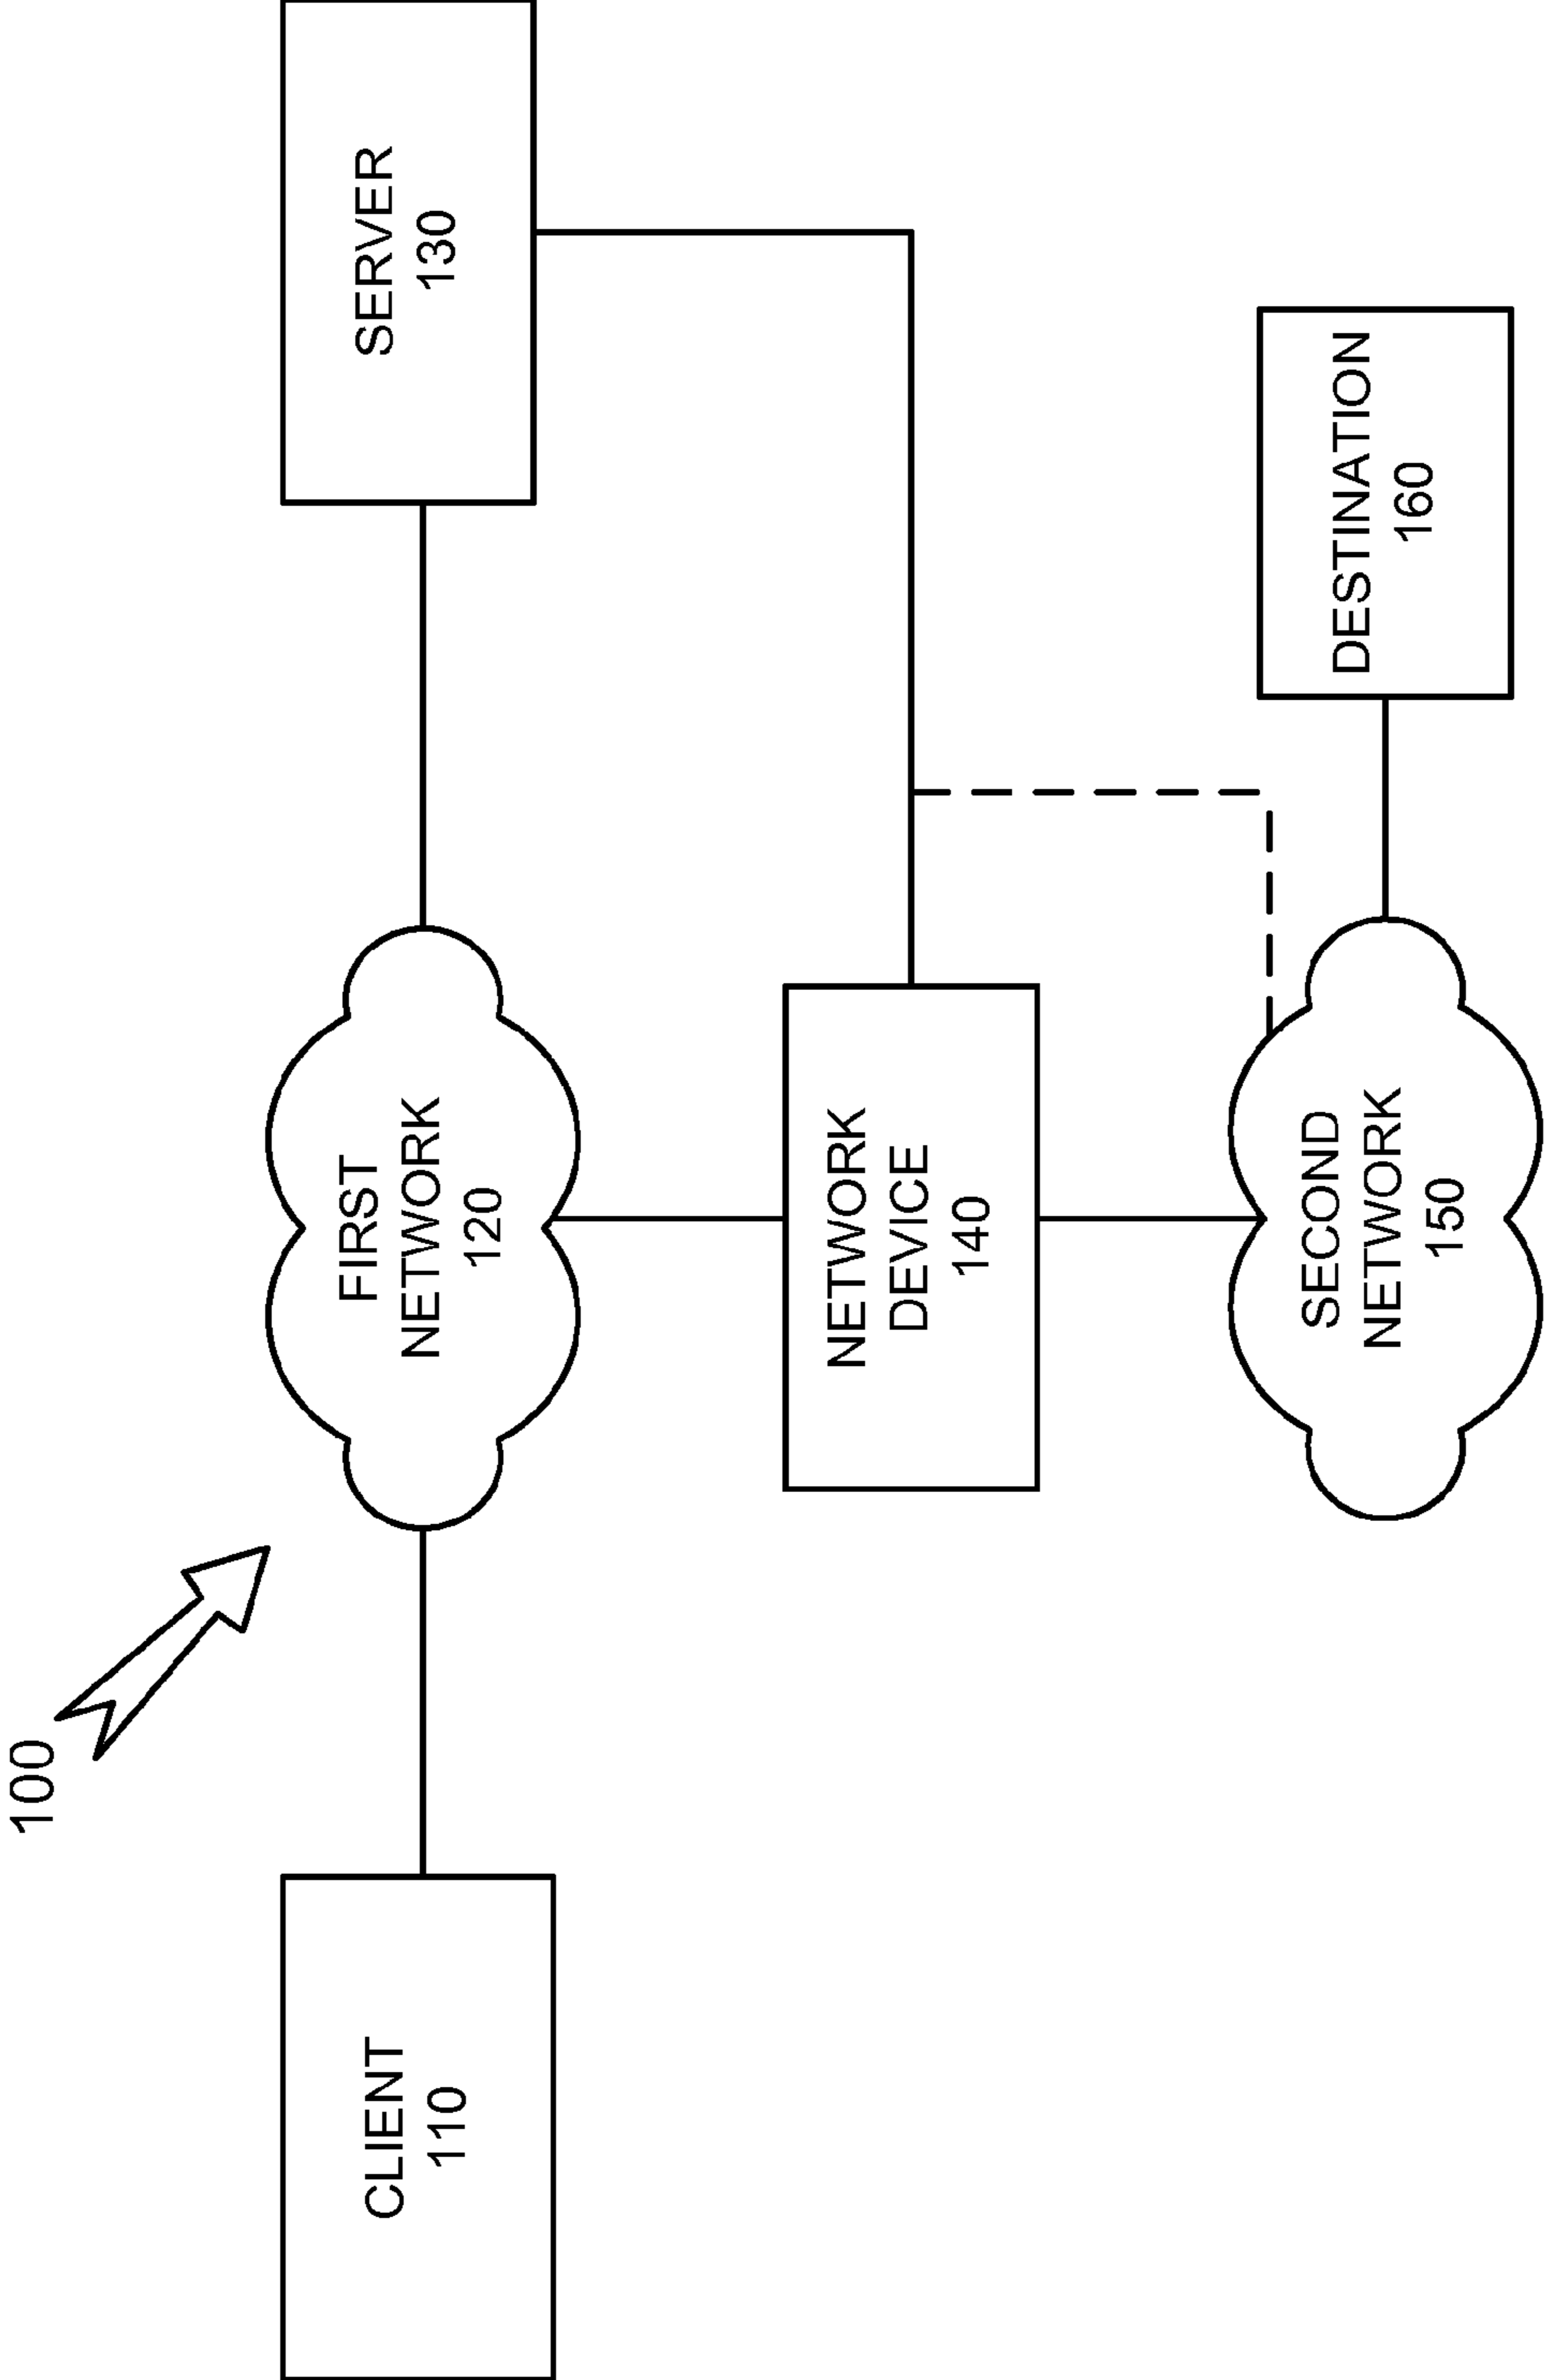 100
CLIENT
110
FIRST
NETWORK
120
SERVER
130
NETWORK
DEVICE
140
SECOND
NETWORK
150
DESTINATION
160